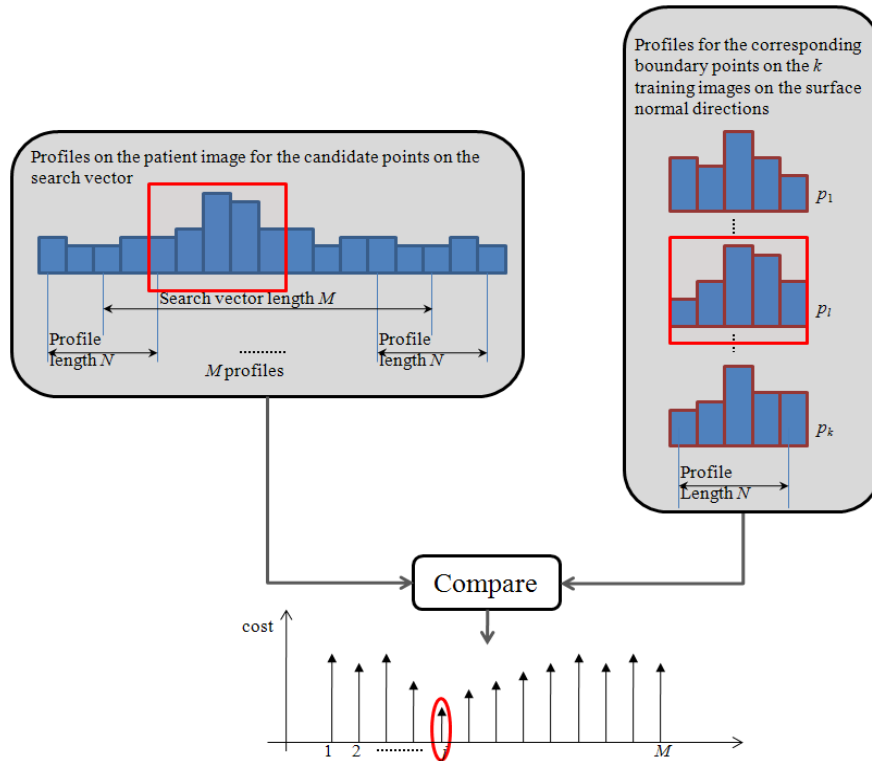 Profiles for the corresponding
boundary points on the k
training images on the surface
normal directions
p1
pl
pk
Profile
Length N
Profiles on the patient image for the candidate points on the
search vector
Search vector length M
Profile
length N
M profiles
Profile
length N
Compare
cost
1 2 ......... j M